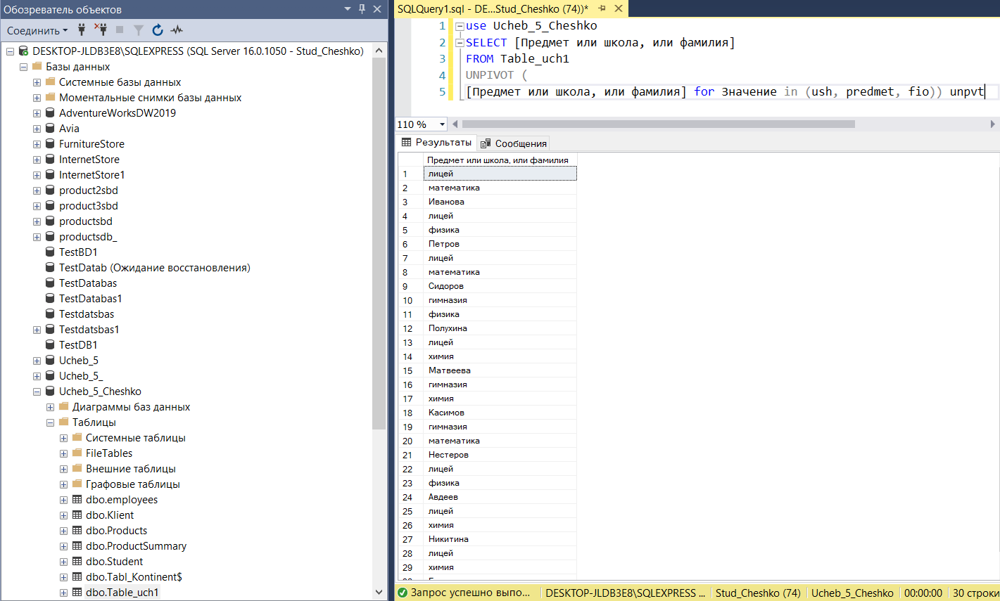 Обозреватель объектов
Соединить
DESKTOP-JLDB3E8\SQLEXPRESS (SQL Server 16.0.1050 - Stud_Cheshko)
Базы данных
Системные базы данных
Моментальные снимки базы данных
AdventureWorksDW2019
Avia
FurnitureStore
InternetStore
InternetStore1
product2sbd
product3sbd
productsbd
productsdb_
TestBD1
TestDatab (Ожидание восстановления)
TestDatabas
TestDatabas1
Testdatsbas
Testdatsbas1
TestDB1
Ucheb_5
Ucheb_5_
Ucheb_5_Cheshko
Диаграммы баз данных
Таблицы
Системные таблицы
FileTables
Внешние таблицы
Графовые таблицы
dbo.employees
dbo.Klient
dbo.Products
dbo.ProductSummary
dbo.Student
dbo.Tabl_Kontinent$
dbo.Table_uch1
SQLQuery1.sql - DE...Stud_Cheshko (74))*
1 use Ucheb_5_Cheshko
2 SELECT [Предмет или школа, или фамилия]
3 FROM Table_uch1
4 UNPIVOT (
5 [Предмет или школа, или фамилия] for Значение in (ush, predmet, fio)) unpvt
110 %
Результаты Сообщения
Предмет или школа, или фамилия
1 лицей
2 математика
3 Иванова
4 лицей
5 физика
6 Петров
7 лицей
8 математика
9 Сидоров
10 гимназия
11 физика
12 Полухина
13 лицей
14 химия
15 Матвеева
16 гимназия
17 химия
18 Касимов
19 гимназия
20 математика
21 Нестеров
22 лицей
23 физика
24 Авдеев
25 лицей
26 химия
27 Никитина
28 лицей
29 химия
Запрос успешно выпо... DESKTOP-JLDB3E8\SQLEXPRESS ... Stud_Cheshko (74) Ucheb_5_Cheshko 00:00:00 30 строки